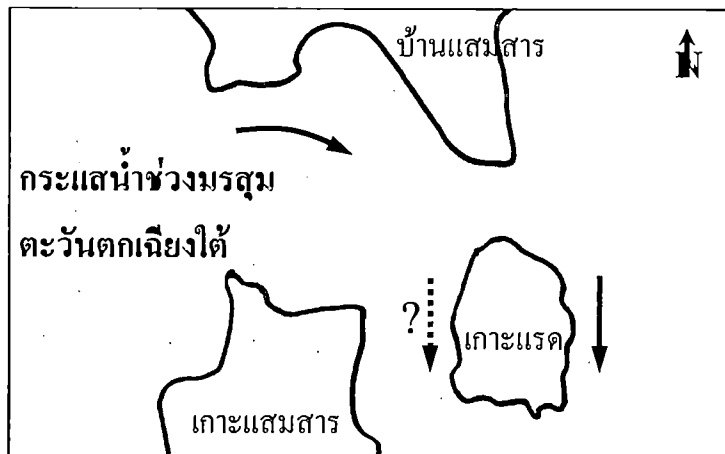 บ้านแสมสาร
N
กระแสน้ำช่วงมรสุม
ตะวันตกเฉียงใต้
?
เกาะแรด
เกาะแสมสาร